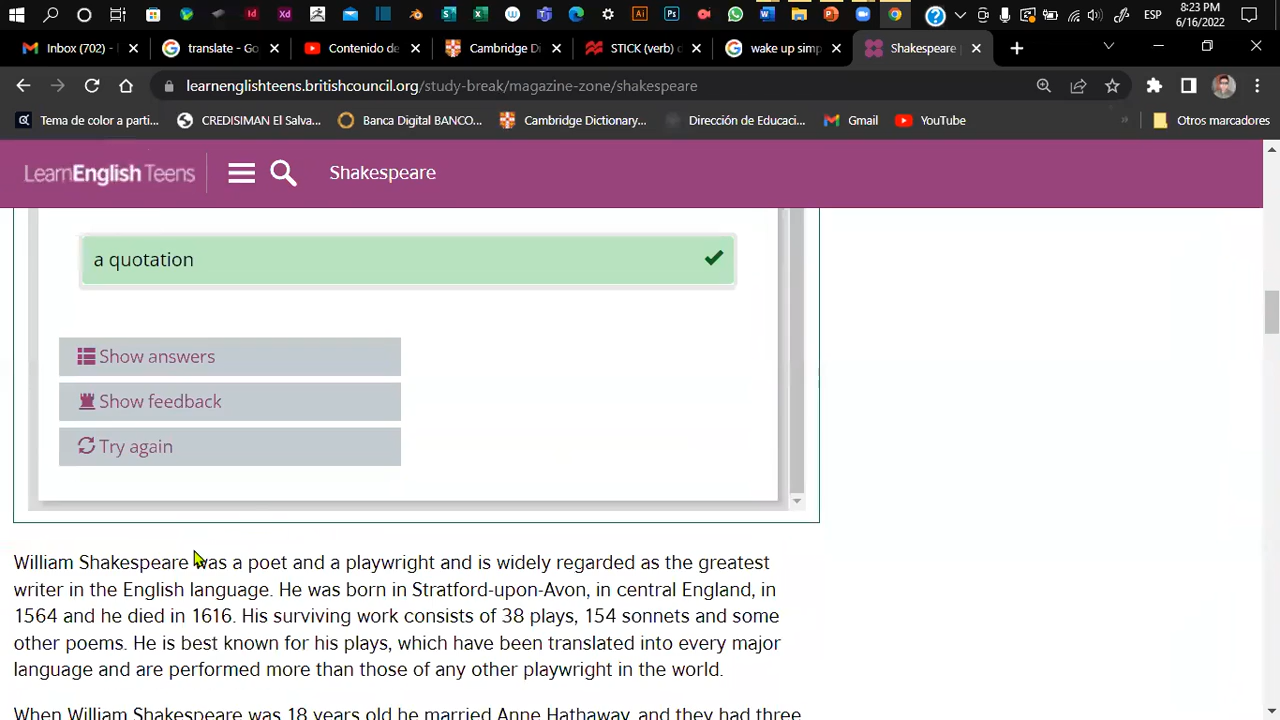 8:23 PM
ESP
6/16/2022
Inbox (702) -
translate - Go
Contenido de
Cambridge Di
STICK (verb) o
wake up simp
Shakespeare
learnenglishteens.britishcouncil.org/study-break/magazine-zone/shakespeare
Tema de color a parti...
CREDISIMAN El Salva...
Banca Digital BANCO...
Cambridge Dictionary...
Dirección de Educaci...
Gmail
YouTube
Otros marcadores
LearnEnglish Teens
Shakespeare
a quotation
Show answers
Show feedback
Try again
William Shakespeare was a poet and a playwright and is widely regarded as the greatest
writer in the English language. He was born in Stratford-upon-Avon, in central England, in
1564 and he died in 1616. His surviving work consists of 38 plays, 154 sonnets and some
other poems. He is best known for his plays, which have been translated into every major
language and are performed more than those of any other playwright in the world.
When William Shakespeare was 18 years old he married Anne Hathaway, and they had three